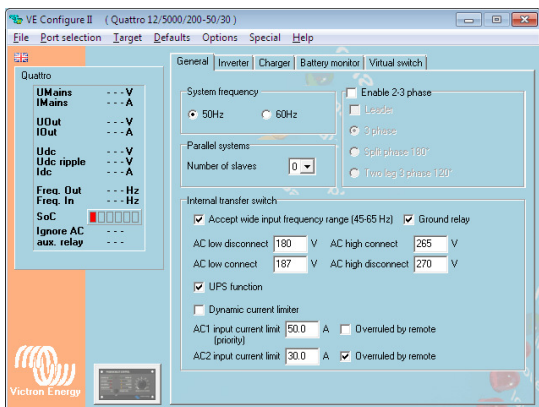 VE Configure II ( Quattro 12/5000/200-50/30 )
File Port selection Target Defaults Options Special Help
Quattro
UMains ---V
IMains ---A
UOut ---V
IOut ---A
Udc ---V
Udc ripple ---V
Idc ---A
Freq. Out ---Hz
Freq. In ---Hz
SoC
Ignore AC ---
aux. relay ---
victron energy
General Inverter Charger Battery monitor Virtual switch
System frequency
50Hz 60Hz
Parallel systems
Number of slaves 0
Enable 2-3 phase
Leader
3 phase
Split-phase 180°
Two leg 3 phase 120°
Internal transfer switch
Accept wide input frequency range (45-65 Hz) Ground relay
AC low disconnect 180 V AC high connect 265 V
AC low connect 187 V AC high disconnect 270 V
UPS function
Dynamic current limiter
AC1 input current limit 50.0 A Overruled by remote
(priority)
AC2 input current limit 30.0 A Overruled by remote